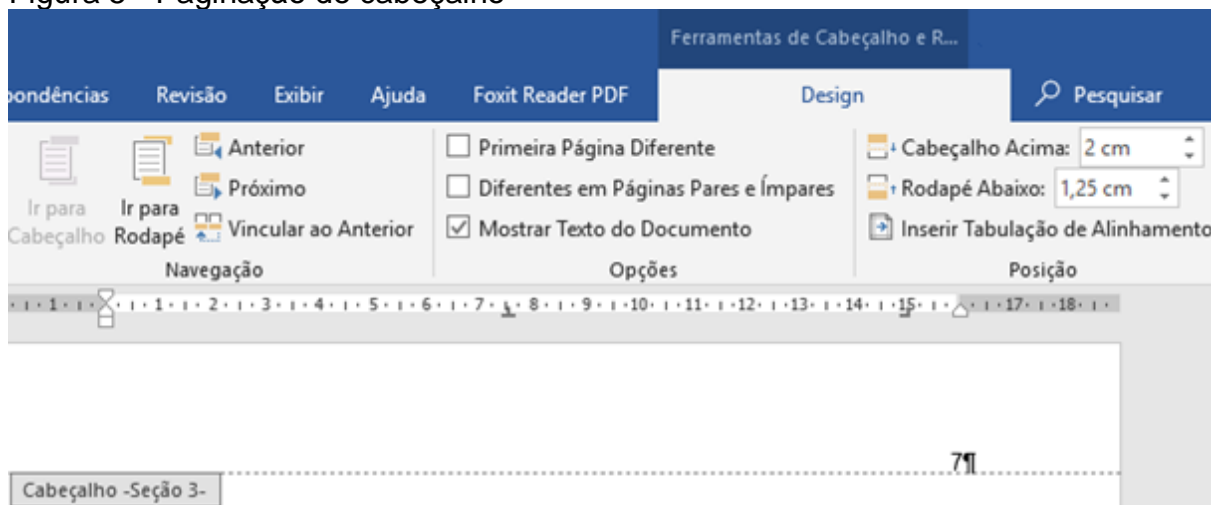 Figura 3 - Paginação do cabeçalho
Ferramentas de Cabeçalho e R...
pondências Revisão Exibir Ajuda Foxit Reader PDF Design Pesquisar
Ir para Cabeçalho
Ir para Rodapé
Anterior
Próximo
Vincular ao Anterior
Navegação
Primeira Página Diferente
Diferentes em Páginas Pares e Ímpares
Mostrar Texto do Documento
Opções
Cabeçalho Acima: 2 cm
Rodapé Abaixo: 1,25 cm
Inserir Tabulação de Alinhamento
Posição
1 1 2 3 4 5 6 7 8 9 10 11 12 13 14 15 17 18
7¶
Cabeçalho -Seção 3-